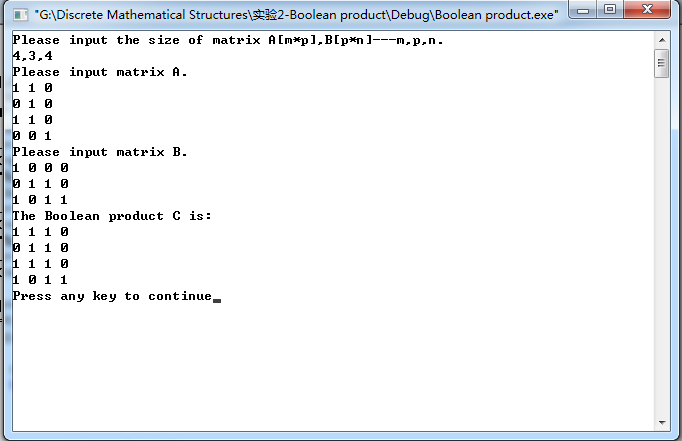 "G:\Discrete Mathematical Structures\实验2-Boolean product\Debug\Boolean product.exe"
Please input the size of matrix A[m*p],B[p*n]---m,p,n.
4,3,4
Please input matrix A.
1 1 0
0 1 0
1 1 0
0 0 1
Please input matrix B.
1 0 0 0
0 1 1 0
1 0 1 1
The Boolean product C is:
1 1 1 0
0 1 1 0
1 1 1 0
1 0 1 1
Press any key to continue